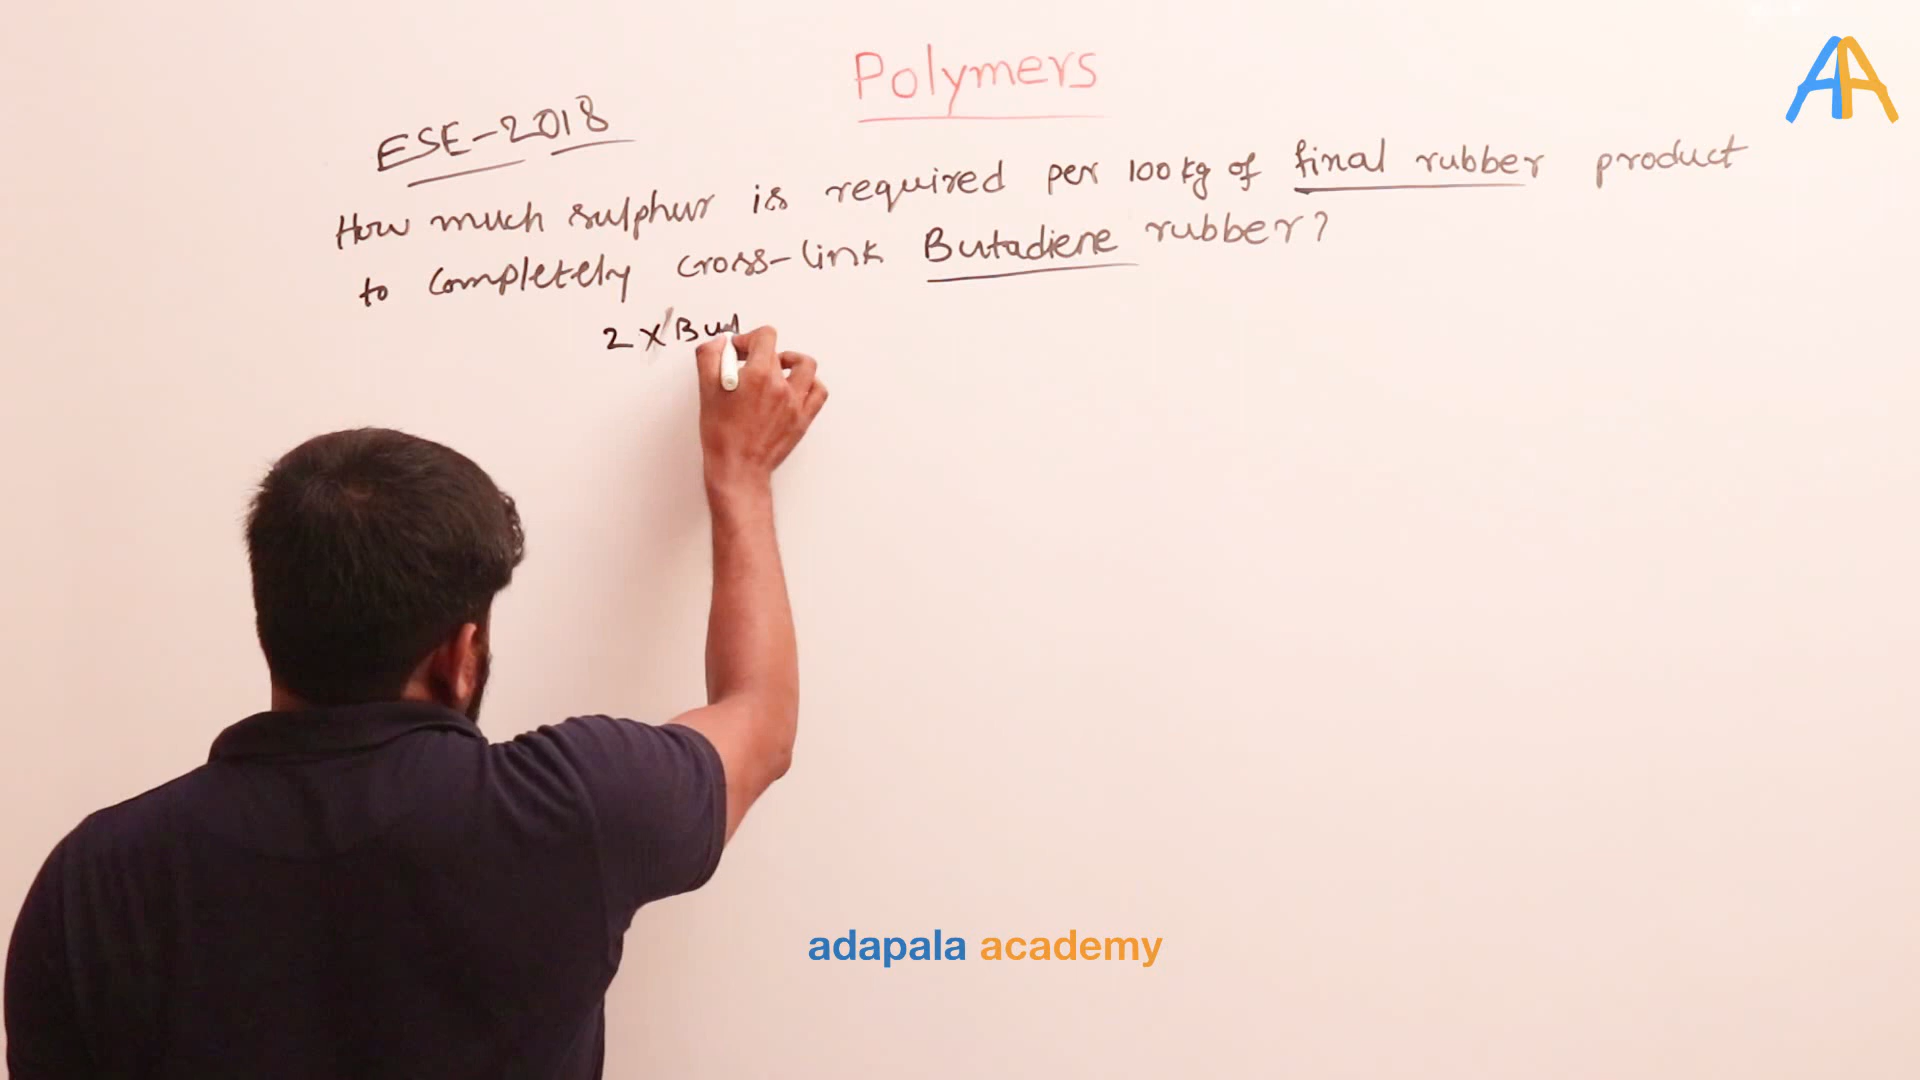 Polymers
ESE-2018
How much sulphur is required per 100 kg of final rubber product
to completely cross-link Butadiene rubber?
2 X But
adapala academy